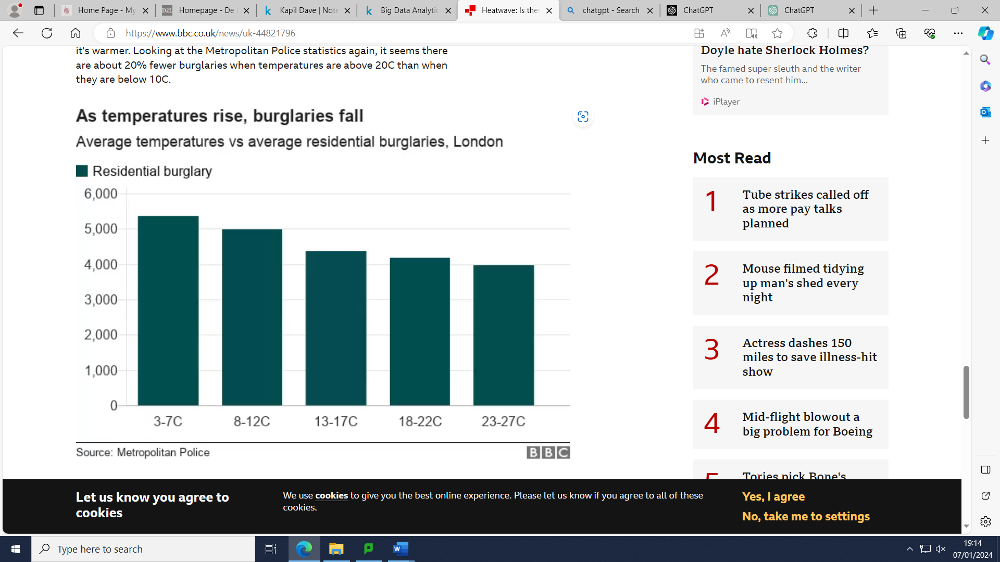 Home Page - My
Homepage - De
Kapil Dave | Note
Big Data Analytic
Heatwave: Is ther
chatgpt - Search
ChatGPT
ChatGPT
https://www.bbc.co.uk/news/uk-44821796
it's warmer. Looking at the Metropolitan Police statistics again, it seems there
are about 20% fewer burglaries when temperatures are above 20C than when
they are below 10C.
As temperatures rise, burglaries fall
Average temperatures vs average residential burglaries, London
Residential burglary
6,000
5,000
4,000
3,000
2,000
1,000
0
3-7C 8-12C 13-17C 18-22C 23-27C
Source: Metropolitan Police
BBC
Doyle hate Sherlock Holmes?
The famed super sleuth and the writer
who came to resent him...
iPlayer
Most Read
1
Tube strikes called off
as more pay talks
planned
2
Mouse filmed tidying
up man's shed every
night
3
Actress dashes 150
miles to save illness-hit
show
4
Mid-flight blowout a
big problem for Boeing
5
Tories pick Bone's
Let us know you agree to
cookies
We use cookies to give you the best online experience. Please let us know if you agree to all of these
cookies.
Yes, I agree
No, take me to settings
Type here to search
19:14
07/01/2024